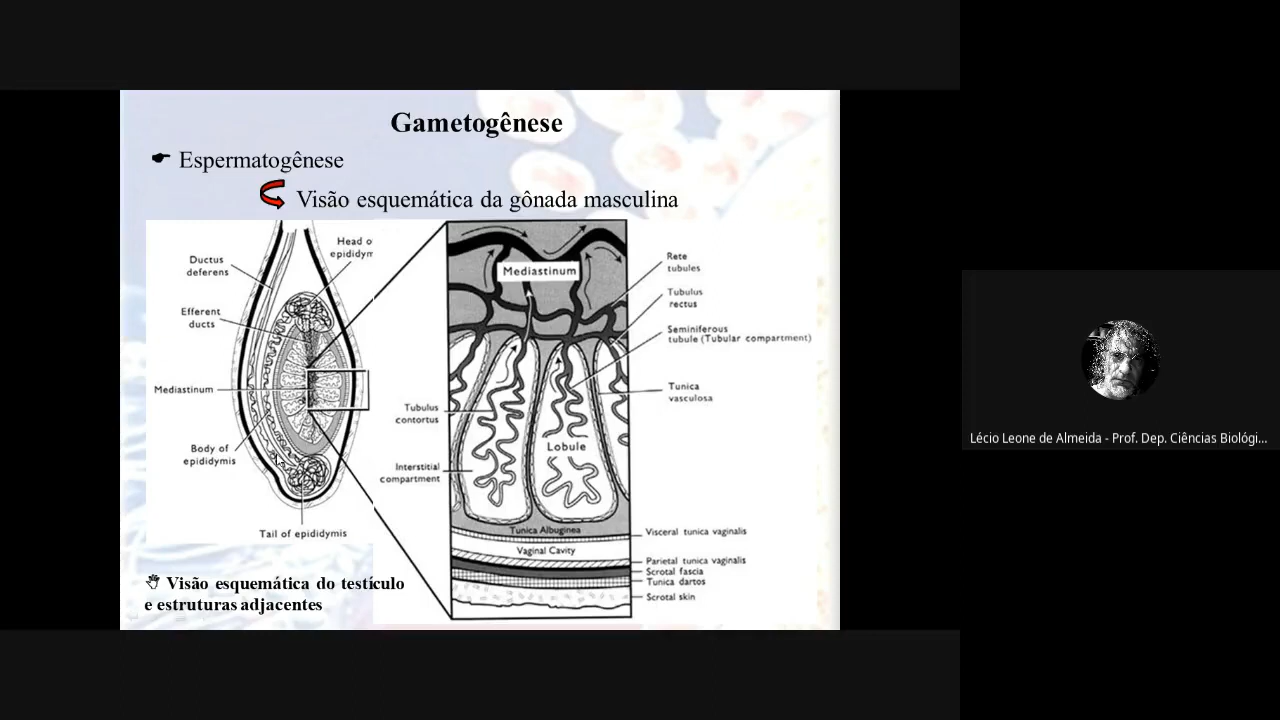 Gametogênese
Espermatogênese
Visão esquemática da gônada masculina
Ductus
deferens
Head o
epididym
Efferent
ducts
Mediastinum
Body of
epididymis
Tail of epididymis
Visão esquemática do testículo
e estruturas adjacentes
Mediastinum
Rete
tubules
Tubulus
rectus
Seminiferous
tubule (Tubular compartment)
Tunica
vasculosa
Tubulus
contortus
Lobule
Interstitial
compartment
Tunica Albuginea
Vaginal Cavity
Visceral tunica vaginalis
Parietal tunica vaginalis
Scrotal fascia
Tunica dartos
Scrotal skin
Lécio Leone de Almeida - Prof. Dep. Ciências Biológi...